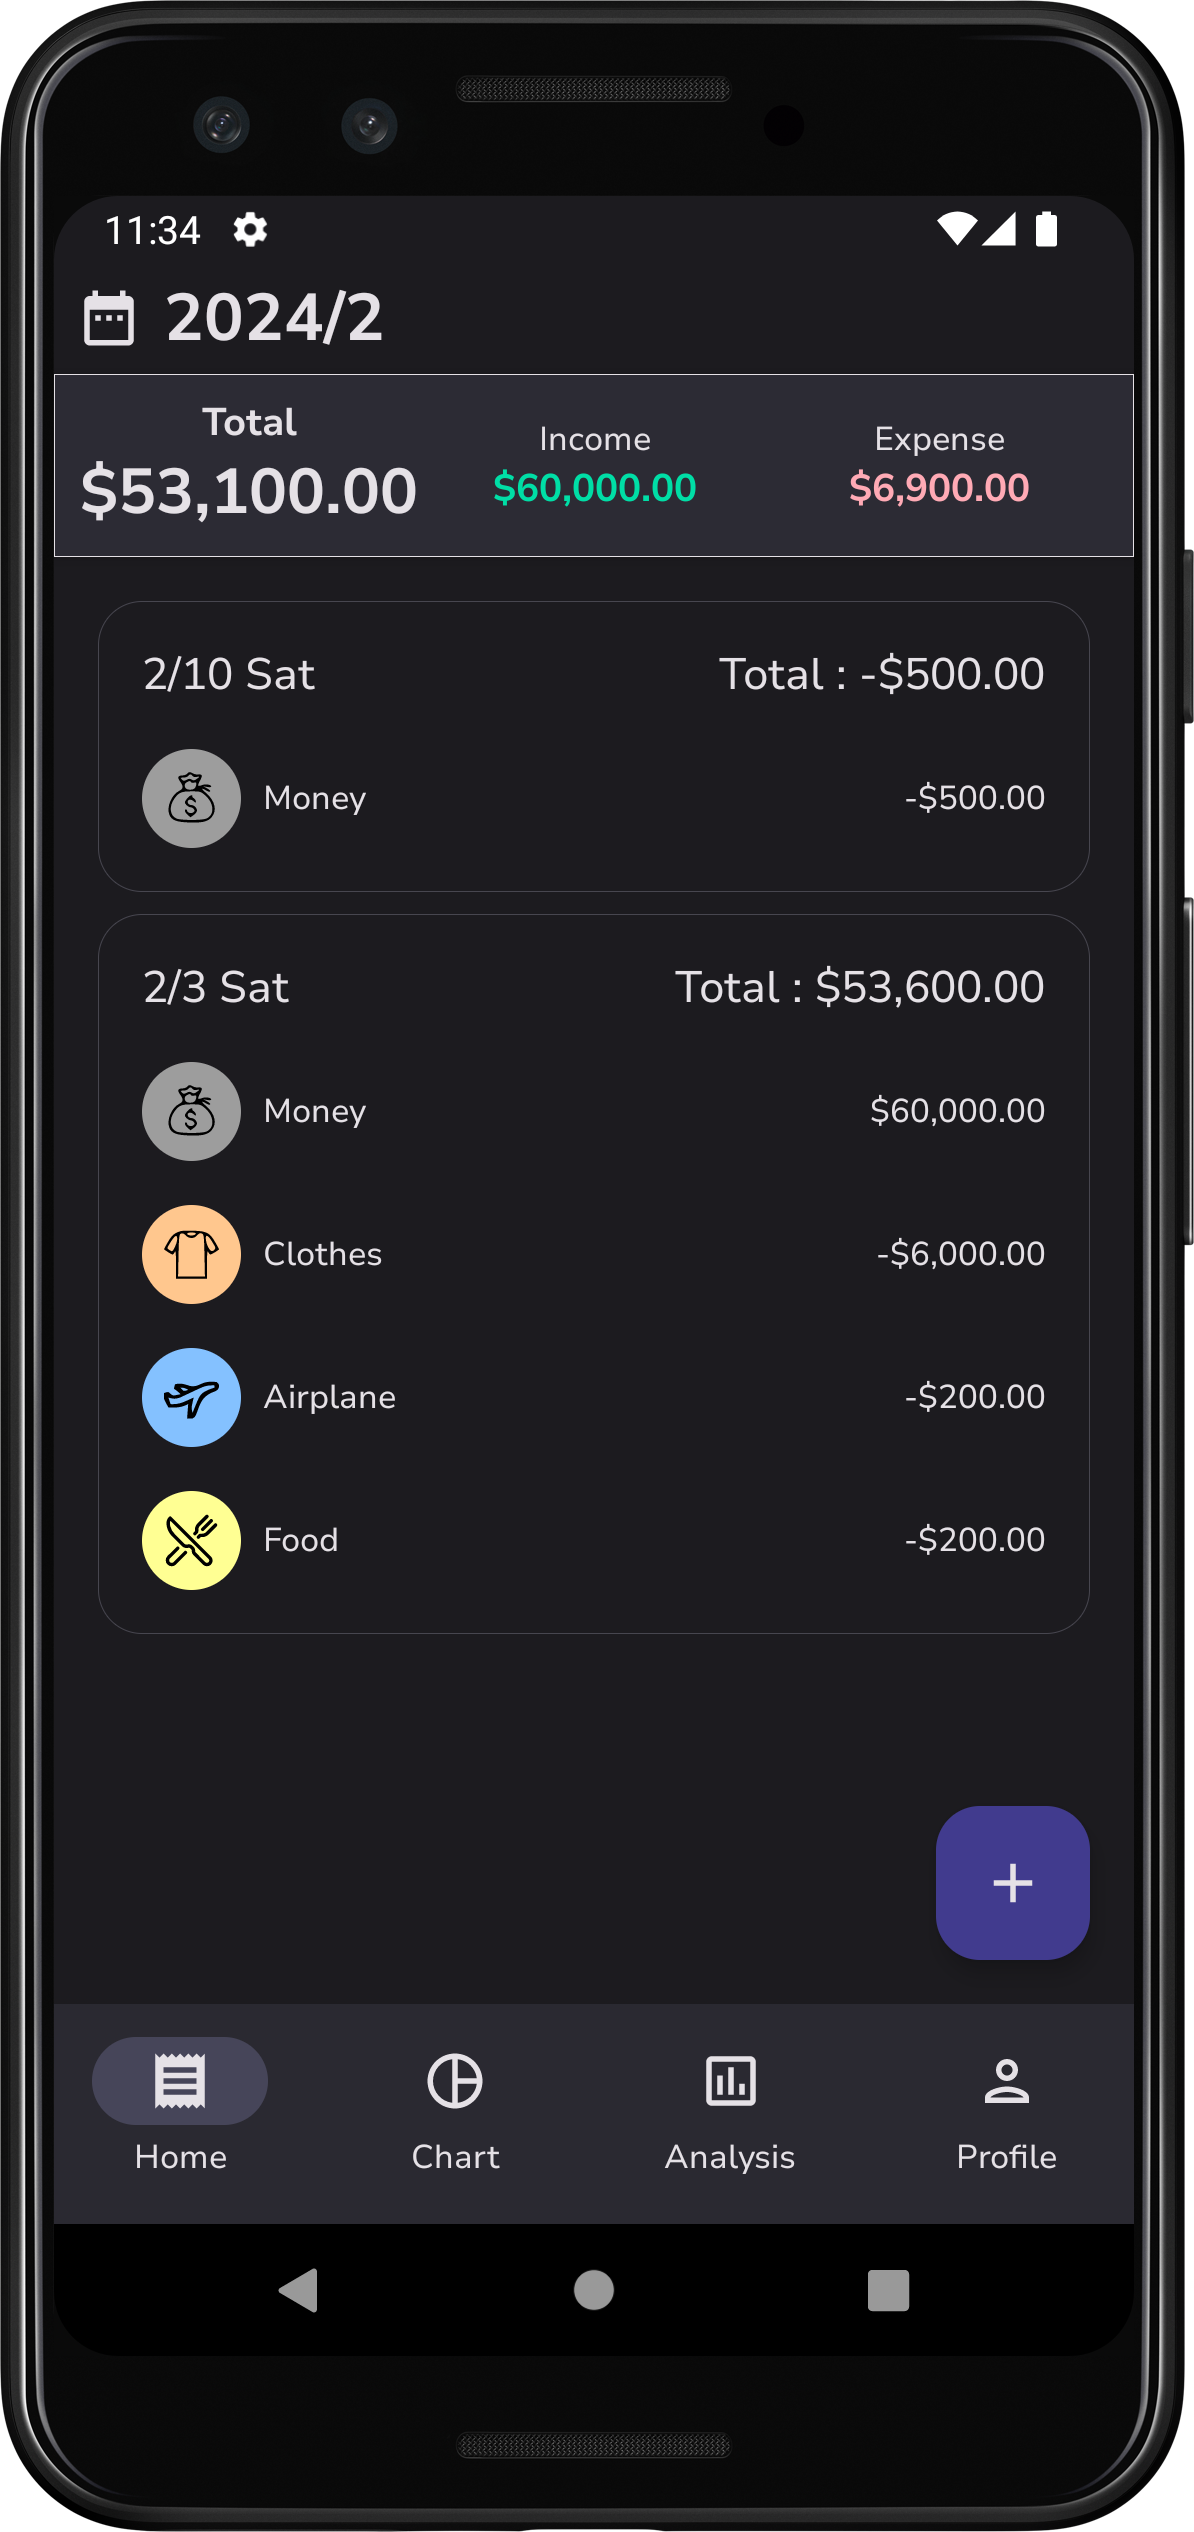 11:34
2024/2
Total
Income
Expense
$53,100.00
$60,000.00
$6,900.00
2/10 Sat
Total : -$500.00
Money
-$500.00
2/3 Sat
Total : $53,600.00
Money
$60,000.00
Clothes
-$6,000.00
Airplane
-$200.00
Food
-$200.00
Home
Chart
Analysis
Profile